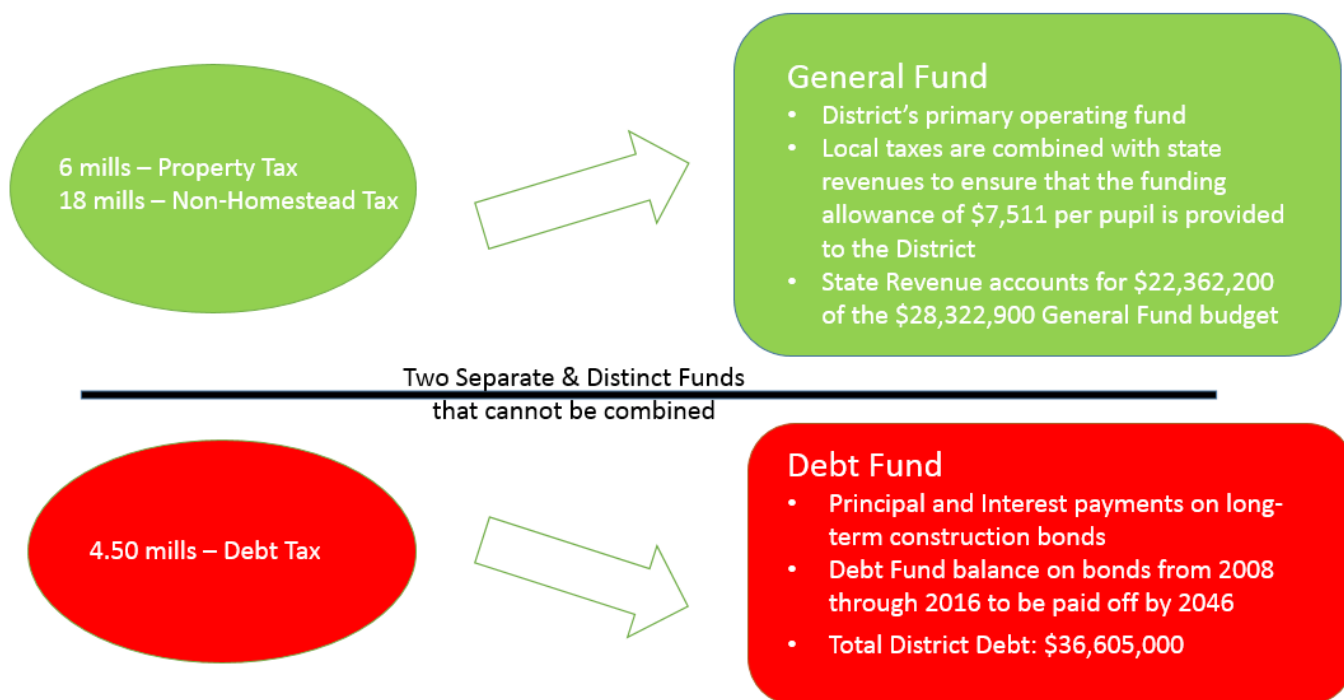 6 mills – Property Tax
18 mills – Non-Homestead Tax
General Fund
• District's primary operating fund
• Local taxes are combined with state
revenues to ensure that the funding
allowance of $7,511 per pupil is provided
to the District
• State Revenue accounts for $22,362,200
of the $28,322,900 General Fund budget
Two Separate & Distinct Funds
that cannot be combined
4.50 mills – Debt Tax
Debt Fund
• Principal and Interest payments on long-
term construction bonds
• Debt Fund balance on bonds from 2008
through 2016 to be paid off by 2046
• Total District Debt: $36,605,000